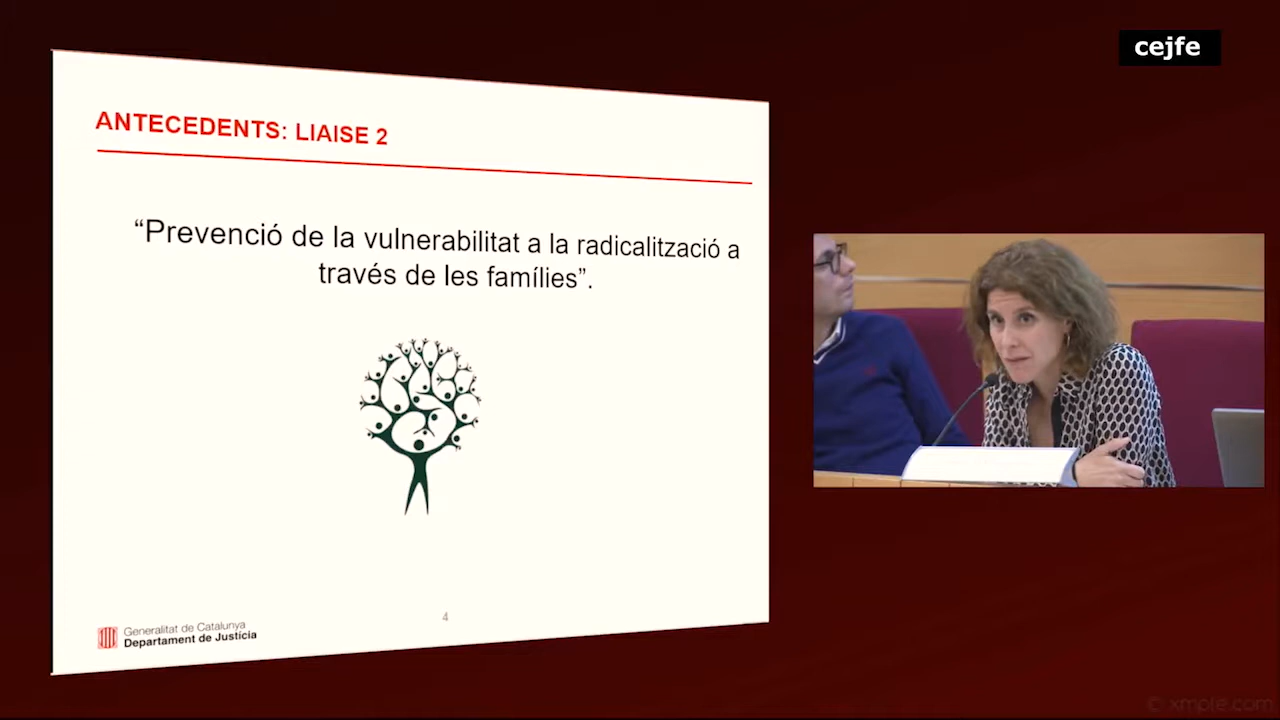 cejfe
ANTECEDENTS: LIAISE 2
“Prevenció de la vulnerabilitat a la radicalització a
través de les famílies”.
4
Generalitat de Catalunya
Departament de Justícia
© xmple.com